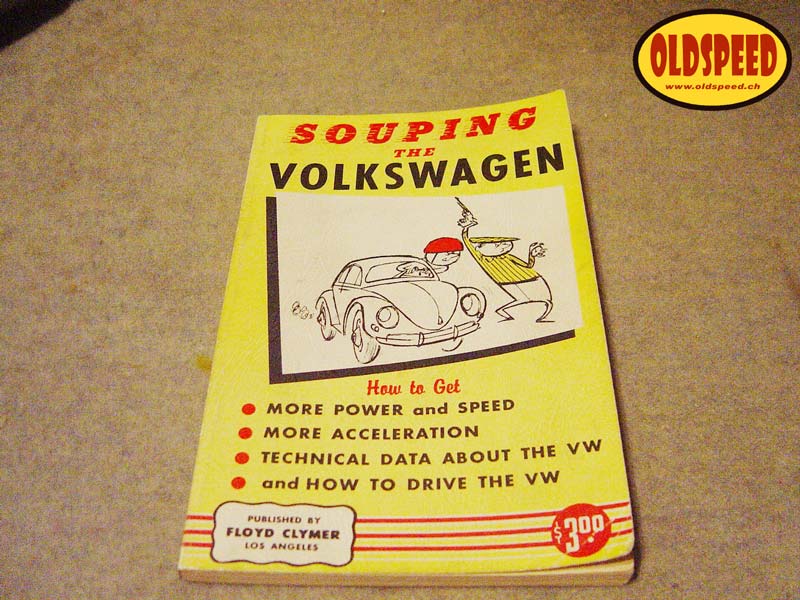 OLDSPEED
www.oldspeed.ch
SOUPING
THE
VOLKSWAGEN
How to Get
MORE POWER and SPEED
MORE ACCELERATION
TECHNICAL DATA ABOUT THE VW
and HOW TO DRIVE THE VW
PUBLISHED BY
FLOYD CLYMER
LOS ANGELES
$3.00